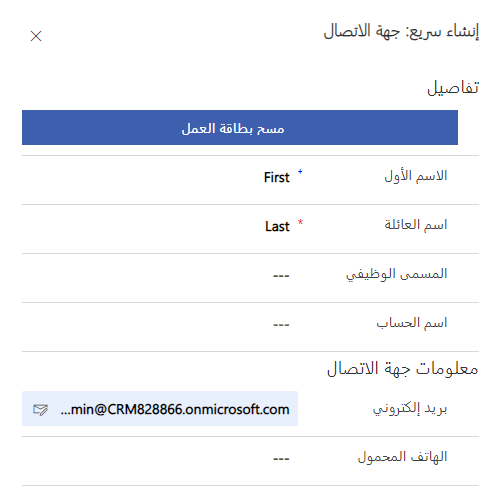 إنشاء سريع: جهة الاتصال
تفاصيل
مسح بطاقة العمل
الاسم الأول + First
اسم العائلة * Last
المسمى الوظيفي ---
اسم الحساب ---
معلومات جهة الاتصال
بريد إلكتروني ...min@CRM828866.onmicrosoft.com
الهاتف المحمول ---